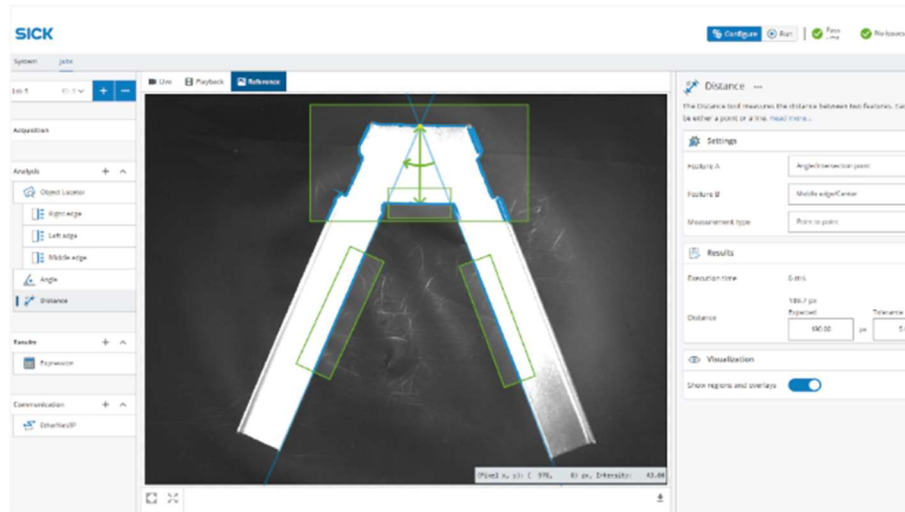 SICK
Configure
Run
Pass
No issues
System
Jobs
Live
Playback
Reference
Acquisition
Analysis
Object Locator
Right edge
Left edge
Middle edge
Angle
Distance
Results
Expression
Communication
EtherNet/IP
(Pixel x, y): ( 970, 0) px, Intensity: 43.00
Distance
The Distance tool measures the distance between two features.
be either a point or a line. Read more...
Settings
Feature A
Angle/Intersection point
Feature B
Middle edge/Center
Measurement type
Point to point
Results
Execution time
0 ms
Distance
Expected
Tolerance
190.00
px
Visualization
Show regions and overlays